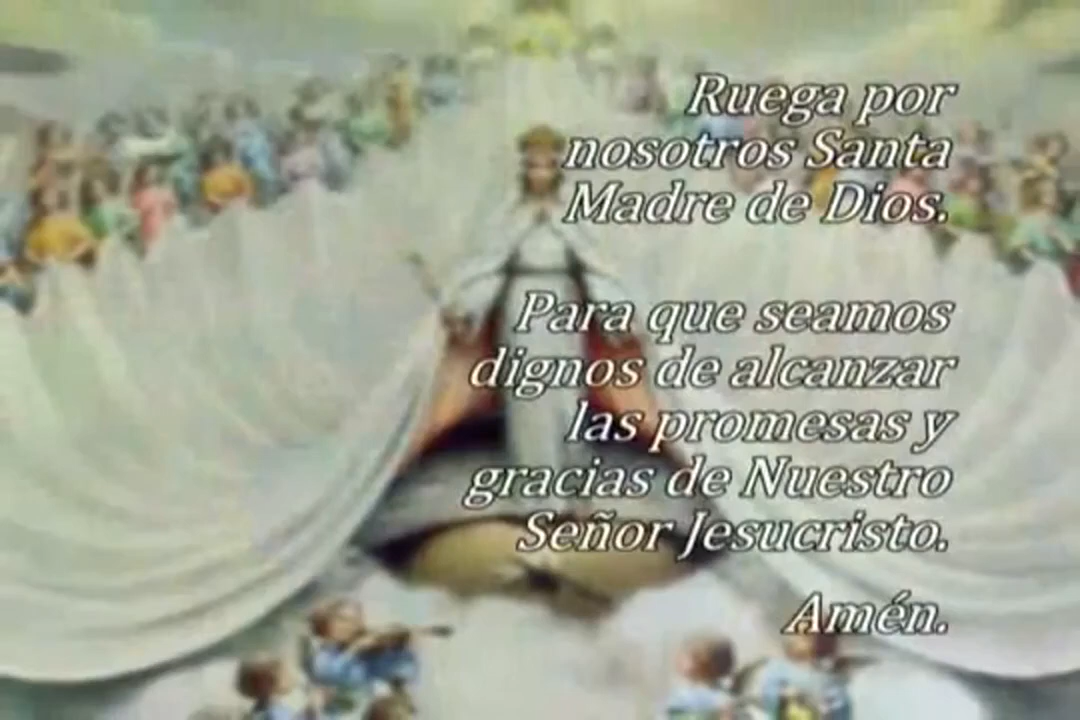 Ruega por
nosotros Santa
Madre de Dios.
Para que seamos
dignos de alcanzar
las promesas y
gracias de Nuestro
Señor Jesucristo.
Amén.